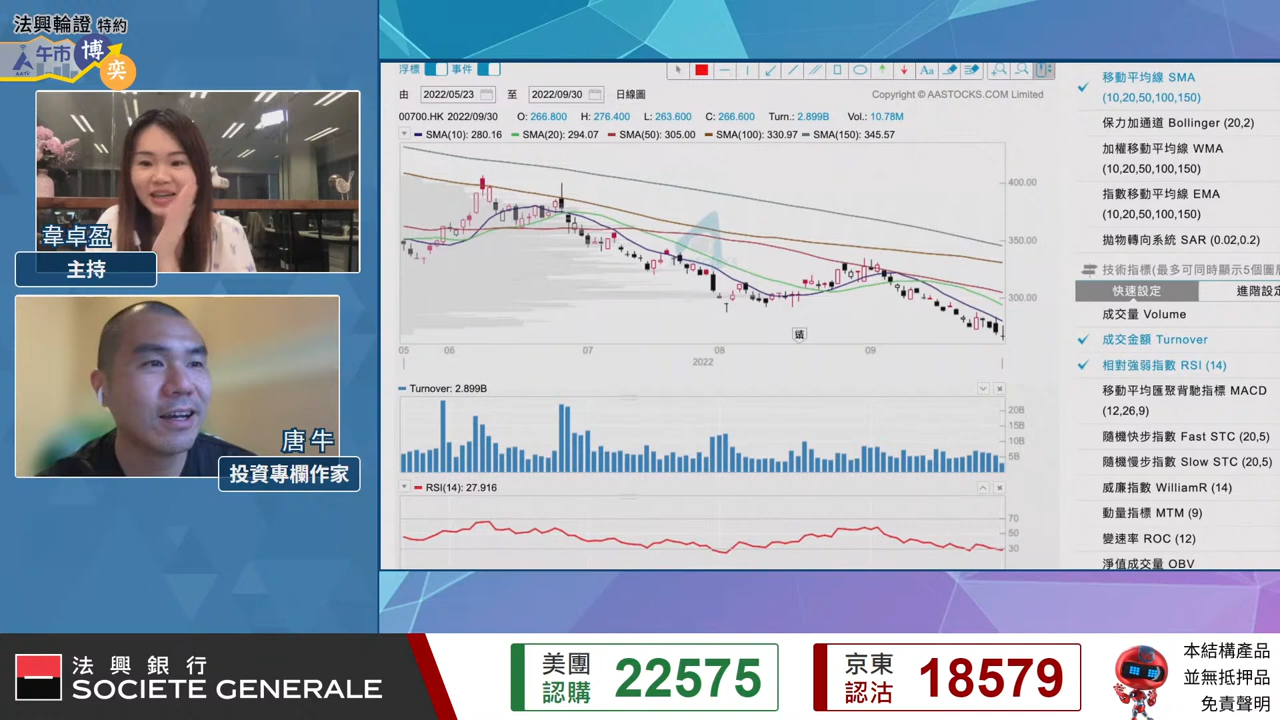 法興輪證 特約
午市
博
奕
AATV
韋卓盈
主持
唐牛
投資專欄作家
浮標 事件
Aa
由 2022/05/23 至 2022/09/30 日線圖
Copyright © AASTOCKS.COM Limited
00700.HK 2022/09/30 O: 266.800 H: 276.400 L: 263.600 C: 266.600 Turn.: 2.899B Vol.: 10.78M
SMA(10): 280.16 SMA(20): 294.07 SMA(50): 305.00 SMA(100): 330.97 SMA(150): 345.57
400.00
350.00
300.00
績
05 06 07 08 09
2022
Turnover: 2.899B
20B
15B
10B
5B
RSI(14): 27.916
70
50
30
移動平均線 SMA
(10,20,50,100,150)
保力加通道 Bollinger (20,2)
加權移動平均線 WMA
(10,20,50,100,150)
指數移動平均線 EMA
(10,20,50,100,150)
拋物轉向系統 SAR (0.02,0.2)
技術指標(最多可同時顯示5個圖
快速設定 進階設定
成交量 Volume
成交金額 Turnover
相對強弱指數 RSI (14)
移動平均匯聚背馳指標 MACD
(12,26,9)
隨機快步指數 Fast STC (20,5)
隨機慢步指數 Slow STC (20,5)
威廉指數 WilliamR (14)
動量指標 MTM (9)
變速率 ROC (12)
淨值成交量 OBV
法興銀行
SOCIETE GENERALE
美團
認購
22575
京東
認沽
18579
本結構產品
並無抵押品
免責聲明